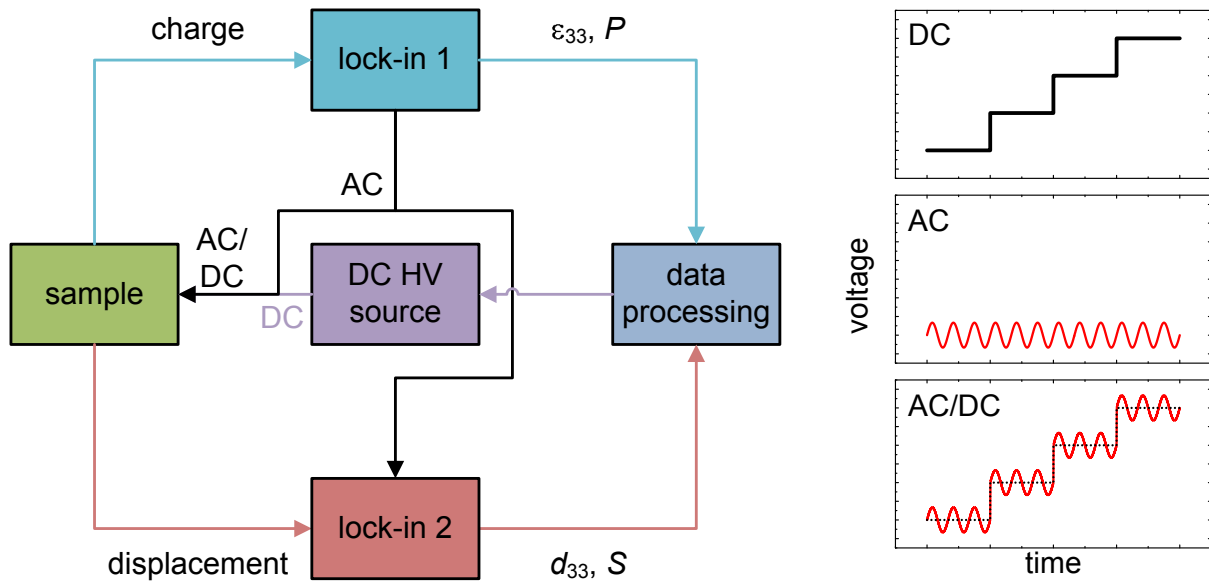 charge
lock-in 1
ε33, P
AC
AC/
DC
sample
DC
DC HV
source
data
processing
displacement
lock-in 2
d33, S
DC
AC
AC/DC
voltage
time